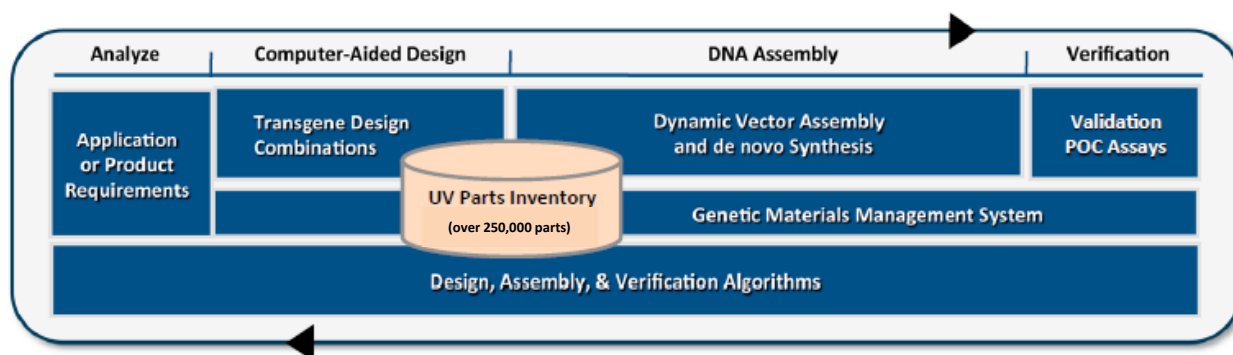 Analyze
Computer-Aided Design
DNA Assembly
Verification
Application
or Product
Requirements
Transgene Design
Combinations
Dynamic Vector Assembly
and de novo Synthesis
Validation
POC Assays
UV Parts Inventory
(over 250,000 parts)
Genetic Materials Management System
Design, Assembly, & Verification Algorithms